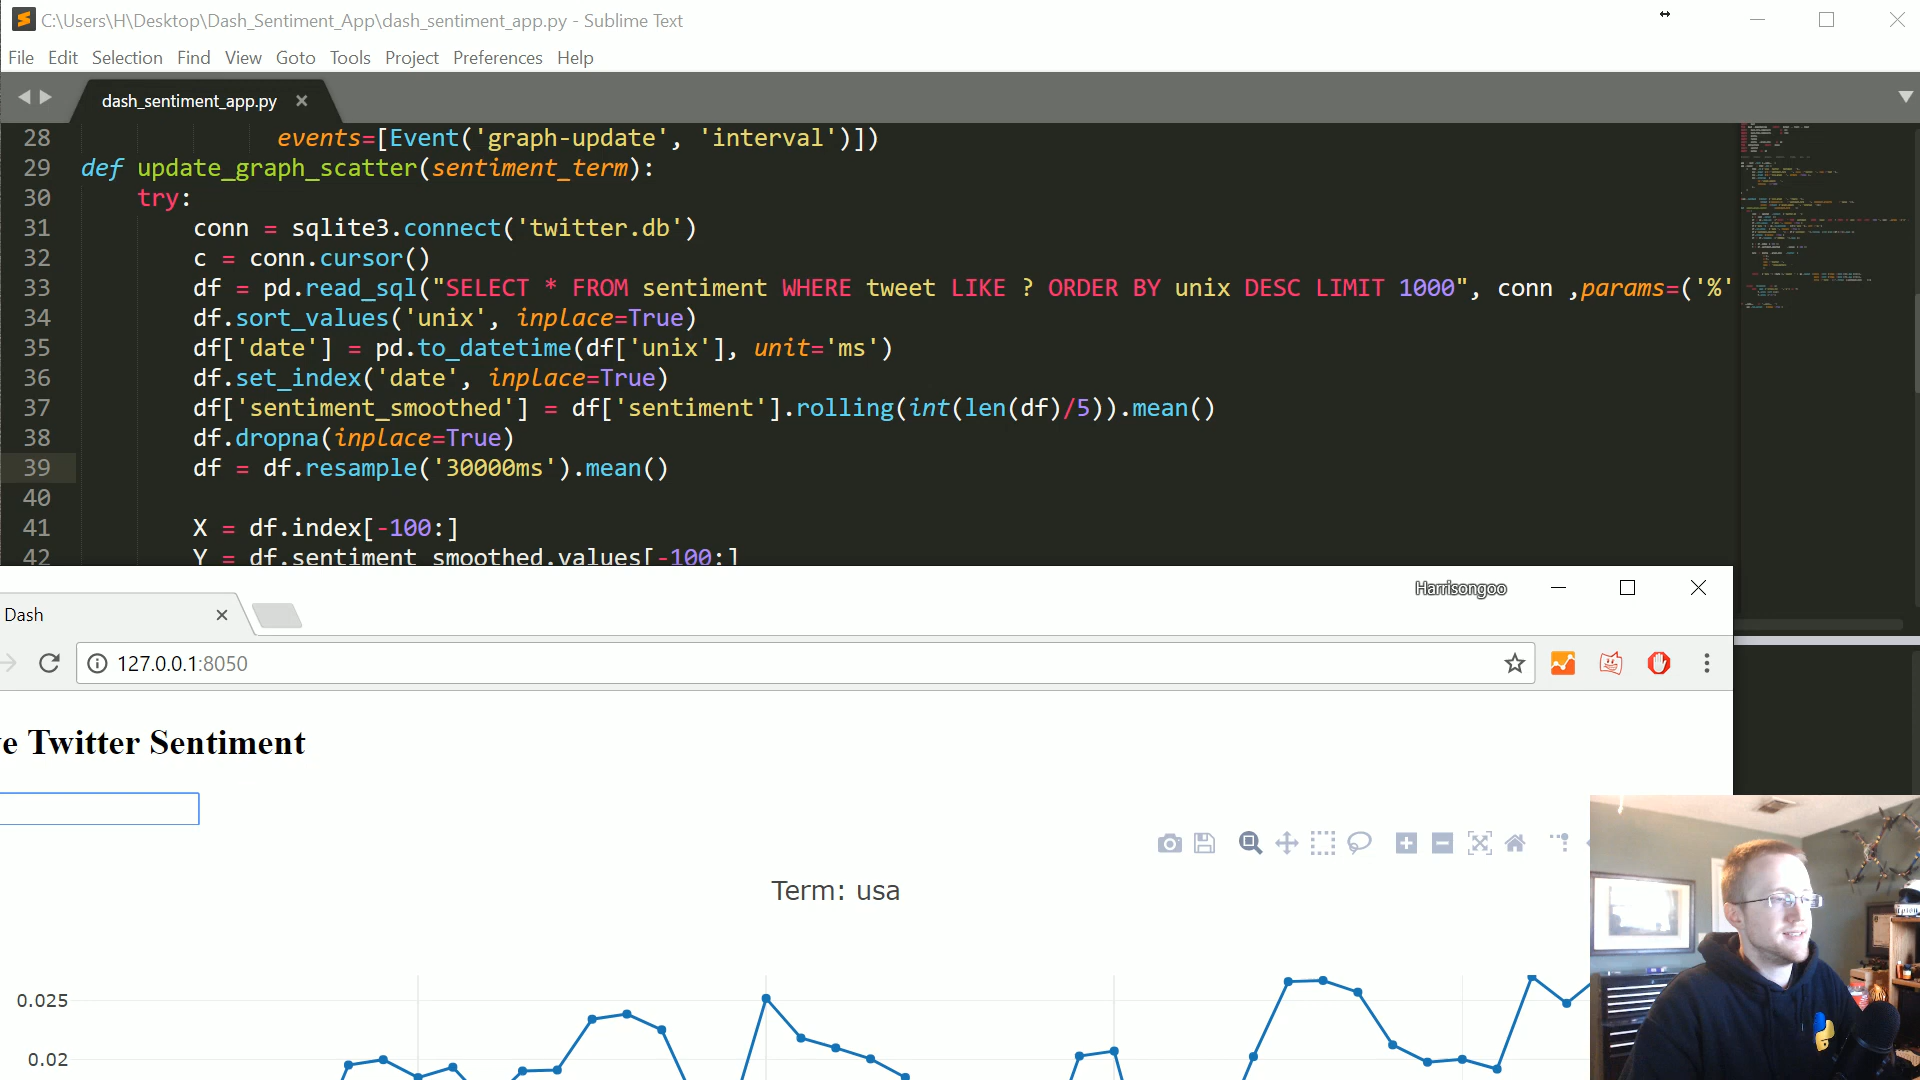 C:\Users\H\Desktop\Dash_Sentiment_App\dash_sentiment_app.py - Sublime Text
File Edit Selection Find View Goto Tools Project Preferences Help
dash_sentiment_app.py
28 events=[Event('graph-update', 'interval')])
29 def update_graph_scatter(sentiment_term):
30 try:
31 conn = sqlite3.connect('twitter.db')
32 c = conn.cursor()
33 df = pd.read_sql("SELECT * FROM sentiment WHERE tweet LIKE ? ORDER BY unix DESC LIMIT 1000", conn ,params=('%'
34 df.sort_values('unix', inplace=True)
35 df['date'] = pd.to_datetime(df['unix'], unit='ms')
36 df.set_index('date', inplace=True)
37 df['sentiment_smoothed'] = df['sentiment'].rolling(int(len(df)/5)).mean()
38 df.dropna(inplace=True)
39 df = df.resample('30000ms').mean()
40
41 X = df.index[-100:]
42 Y = df.sentiment_smoothed.values[-100:]
Harrisongoo
Dash
127.0.0.1:8050
e Twitter Sentiment
Term: usa
0.025
0.02